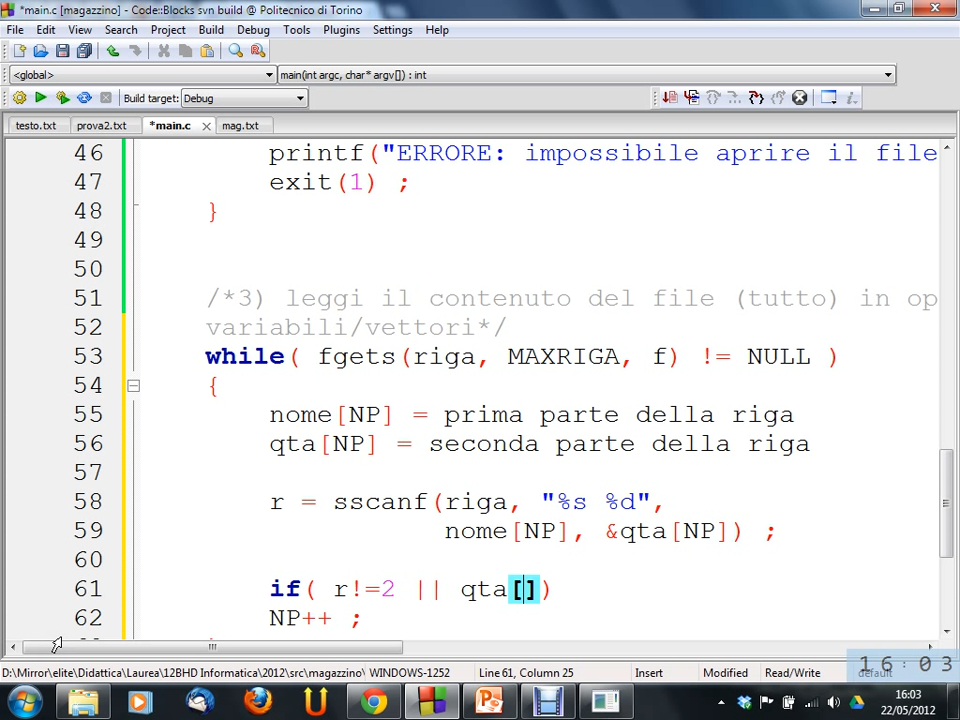 *main.c [magazzino] - Code::Blocks svn build @ Politecnico di Torino
File Edit View Search Project Build Debug Tools Plugins Settings Help
<global> main(int argc, char* argv[]) : int
Build target: Debug
testo.txt prova2.txt *main.c mag.txt
46 printf("ERRORE: impossibile aprire il file
47 exit(1) ;
48 }
49
50
51 /*3) leggi il contenuto del file (tutto) in op
52 variabili/vettori*/
53 while( fgets(riga, MAXRIGA, f) != NULL )
54 {
55 nome[NP] = prima parte della riga
56 qta[NP] = seconda parte della riga
57
58 r = sscanf(riga, "%s %d",
59 nome[NP], &qta[NP]) ;
60
61 if( r!=2 || qta[])
62 NP++ ;
D:\Mirror\elite\Didattica\Laurea\12BHD Informatica\2012\src\magazzino\ WINDOWS-1252 Line 61, Column 25 Insert Modified Read/Write default
16:03
16:03
22/05/2012